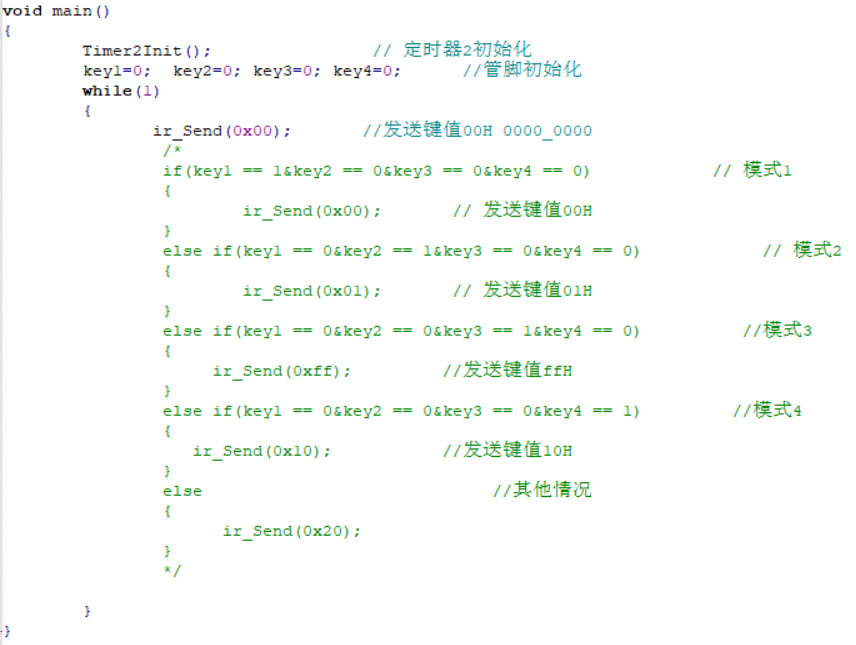 void main()
{
Timer2Init(); // 定时器2初始化
key1=0; key2=0; key3=0; key4=0; //管脚初始化
while(1)
{
ir_Send(0x00); //发送键值00H 0000_0000
/*
if(key1 == 1&key2 == 0&key3 == 0&key4 == 0) // 模式1
{
ir_Send(0x00); // 发送键值00H
}
else if(key1 == 0&key2 == 1&key3 == 0&key4 == 0) // 模式2
{
ir_Send(0x01); // 发送键值01H
}
else if(key1 == 0&key2 == 0&key3 == 1&key4 == 0) //模式3
{
ir_Send(0xff); //发送键值ffH
}
else if(key1 == 0&key2 == 0&key3 == 0&key4 == 1) //模式4
{
ir_Send(0x10); //发送键值10H
}
else //其他情况
{
ir_Send(0x20);
}
*/
}
}